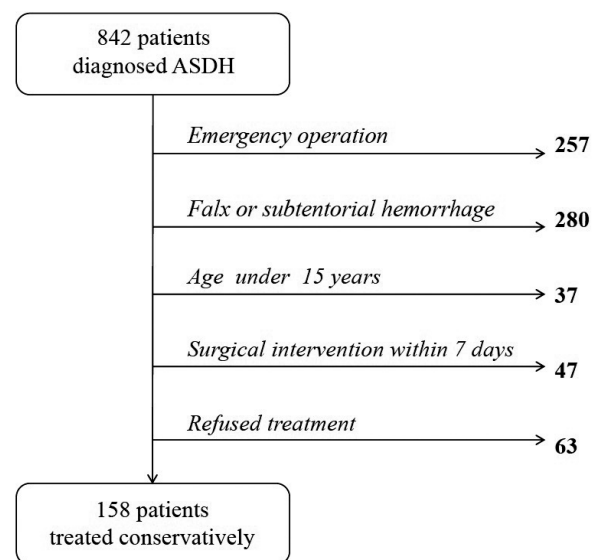 842 patients
diagnosed ASDH
Emergency operation
257
Falx or subtentorial hemorrhage
280
Age under 15 years
37
Surgical intervention within 7 days
47
Refused treatment
63
158 patients
treated conservatively